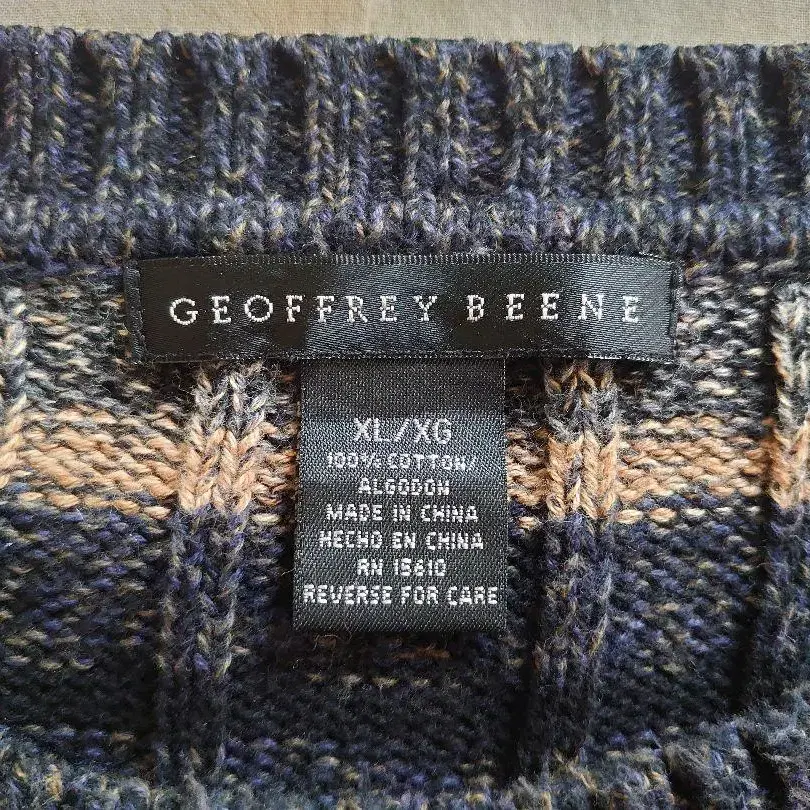 GEOFFREY BEENE
XL/XG
100% COTTON/
ALGODON
MADE IN CHINA
HECHO EN CHINA
RN 15610
REVERSE FOR CARE